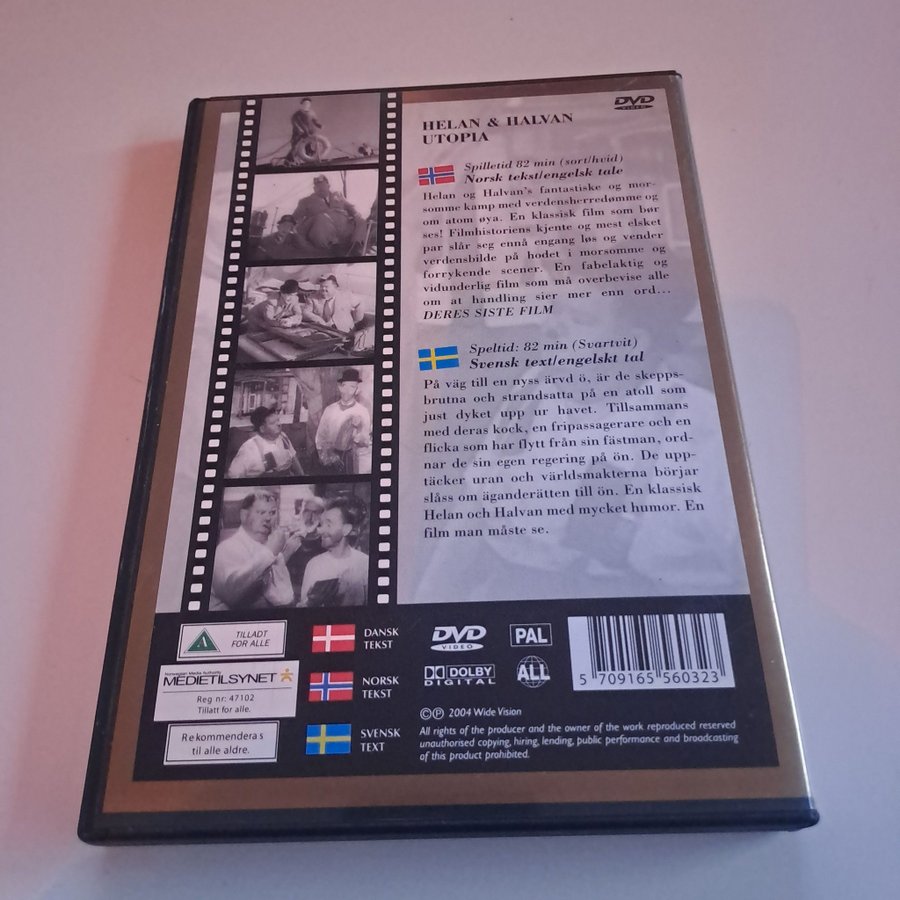 DVD
VIDEO
HELAN & HALVAN
UTOPIA
Spilletid 82 min (sort/hvid)
Norsk tekst/engelsk tale
Helan og Halvan's fantastiske og mor-
somme kamp med verdensherredømme og
om atom øya. En klassisk film som bør
ses! Filmhistoriens kjente og mest elsket
par slår seg ennå engang løs og vender
verdensbilde på hodet i morsomme og
forrykende scener. En fabelaktig og
vidunderlig film som må overbevise alle
om at handling sier mer enn ord...
DERES SISTE FILM
Speltid: 82 min (Svartvit)
Svensk text/engelskt tal
På väg till en nyss ärvd ö, är de skepps-
brutna och strandsatta på en atoll som
just dyket upp ur havet. Tillsammans
med deras kock, en fripassagerare och en
flicka som har flytt från sin fästman, ord-
nar de sin egen regering på ön. De upp-
täcker uran och världsmakterna börjar
slåss om äganderätten till ön. En klassisk
Helan och Halvan med mycket humor. En
film man måste se.
A
TILLADT
FOR ALLE
Norwegian Media Authority
MEDIETILSYNET
Reg nr: 47102
Tillatt for alle.
Rekommenderas
til alle aldre.
DANSK
TEKST
NORSK
TEKST
SVENSK
TEXT
DVD
VIDEO
PAL
DOLBY
DIGITAL
ALL
5 709165 560323
©℗ 2004 Wide Vision
All rights of the producer and the owner of the work reproduced reserved
unauthorised copying, hiring, lending, public performance and broadcasting
of this product prohibited.